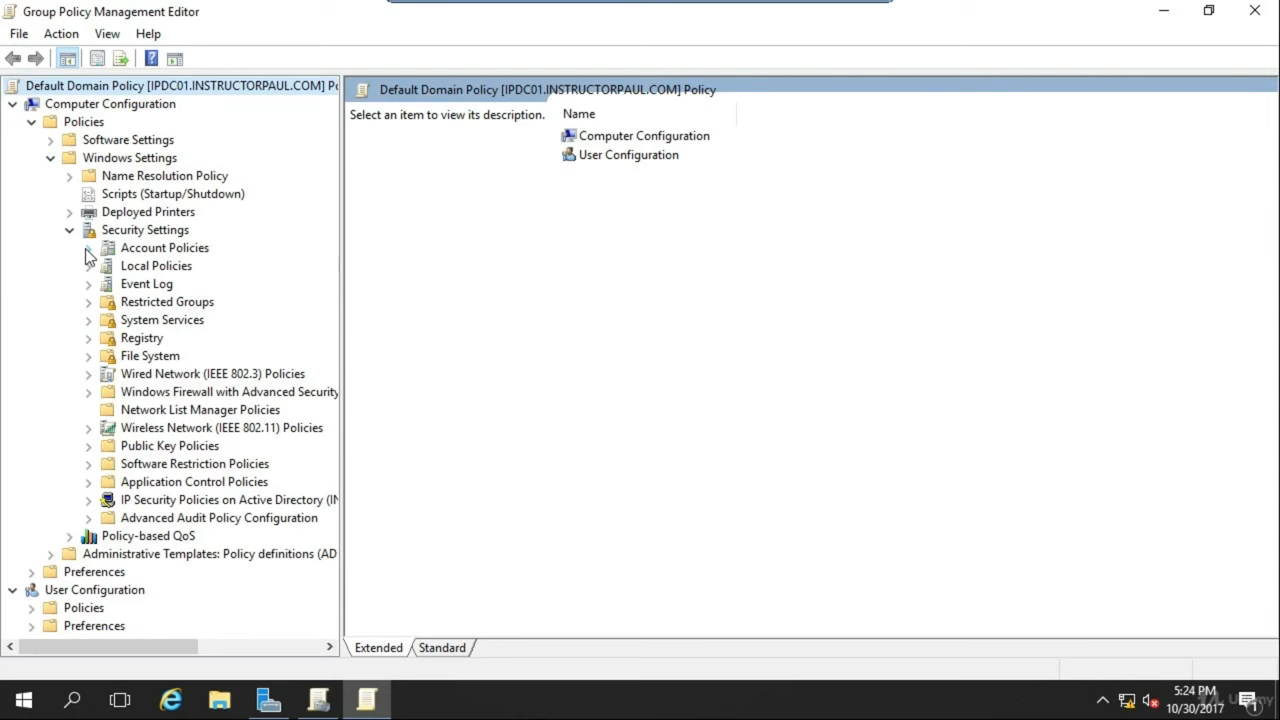 Group Policy Management Editor
File Action View Help
Default Domain Policy [IPDC01.INSTRUCTORPAUL.COM] Po
Computer Configuration
Policies
Software Settings
Windows Settings
Name Resolution Policy
Scripts (Startup/Shutdown)
Deployed Printers
Security Settings
Account Policies
Local Policies
Event Log
Restricted Groups
System Services
Registry
File System
Wired Network (IEEE 802.3) Policies
Windows Firewall with Advanced Security
Network List Manager Policies
Wireless Network (IEEE 802.11) Policies
Public Key Policies
Software Restriction Policies
Application Control Policies
IP Security Policies on Active Directory (IN
Advanced Audit Policy Configuration
Policy-based QoS
Administrative Templates: Policy definitions (AD
Preferences
User Configuration
Policies
Preferences
Default Domain Policy [IPDC01.INSTRUCTORPAUL.COM] Policy
Select an item to view its description.
Name
Computer Configuration
User Configuration
Extended Standard
5:24 PM
10/30/2017
Udemy
1